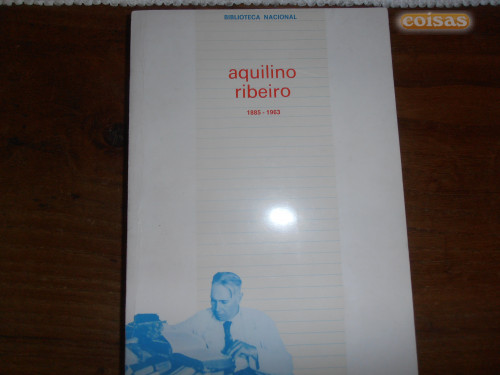 BIBLIOTECA NACIONAL
coisas
aquilino
ribeiro
1885 - 1963